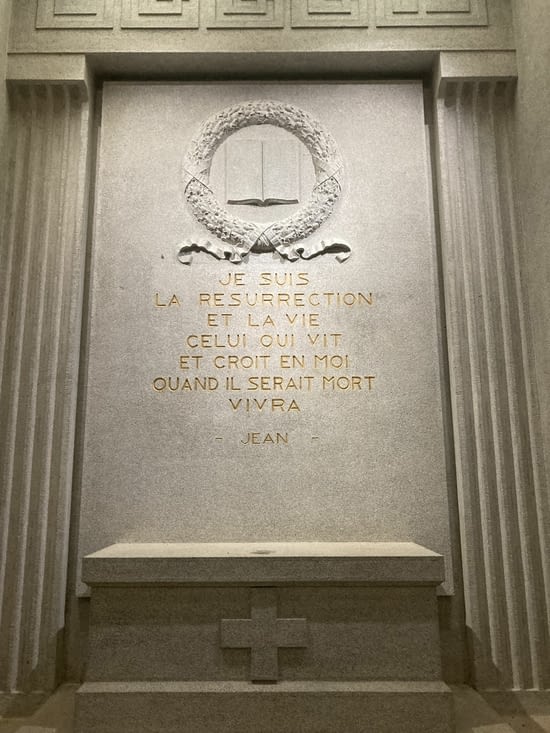 JE SUIS
LA RESURRECTION
ET LA VIE
CELUI QUI VIT
ET CROIT EN MOI
QUAND IL SERAIT MORT
VIVRA
- JEAN -